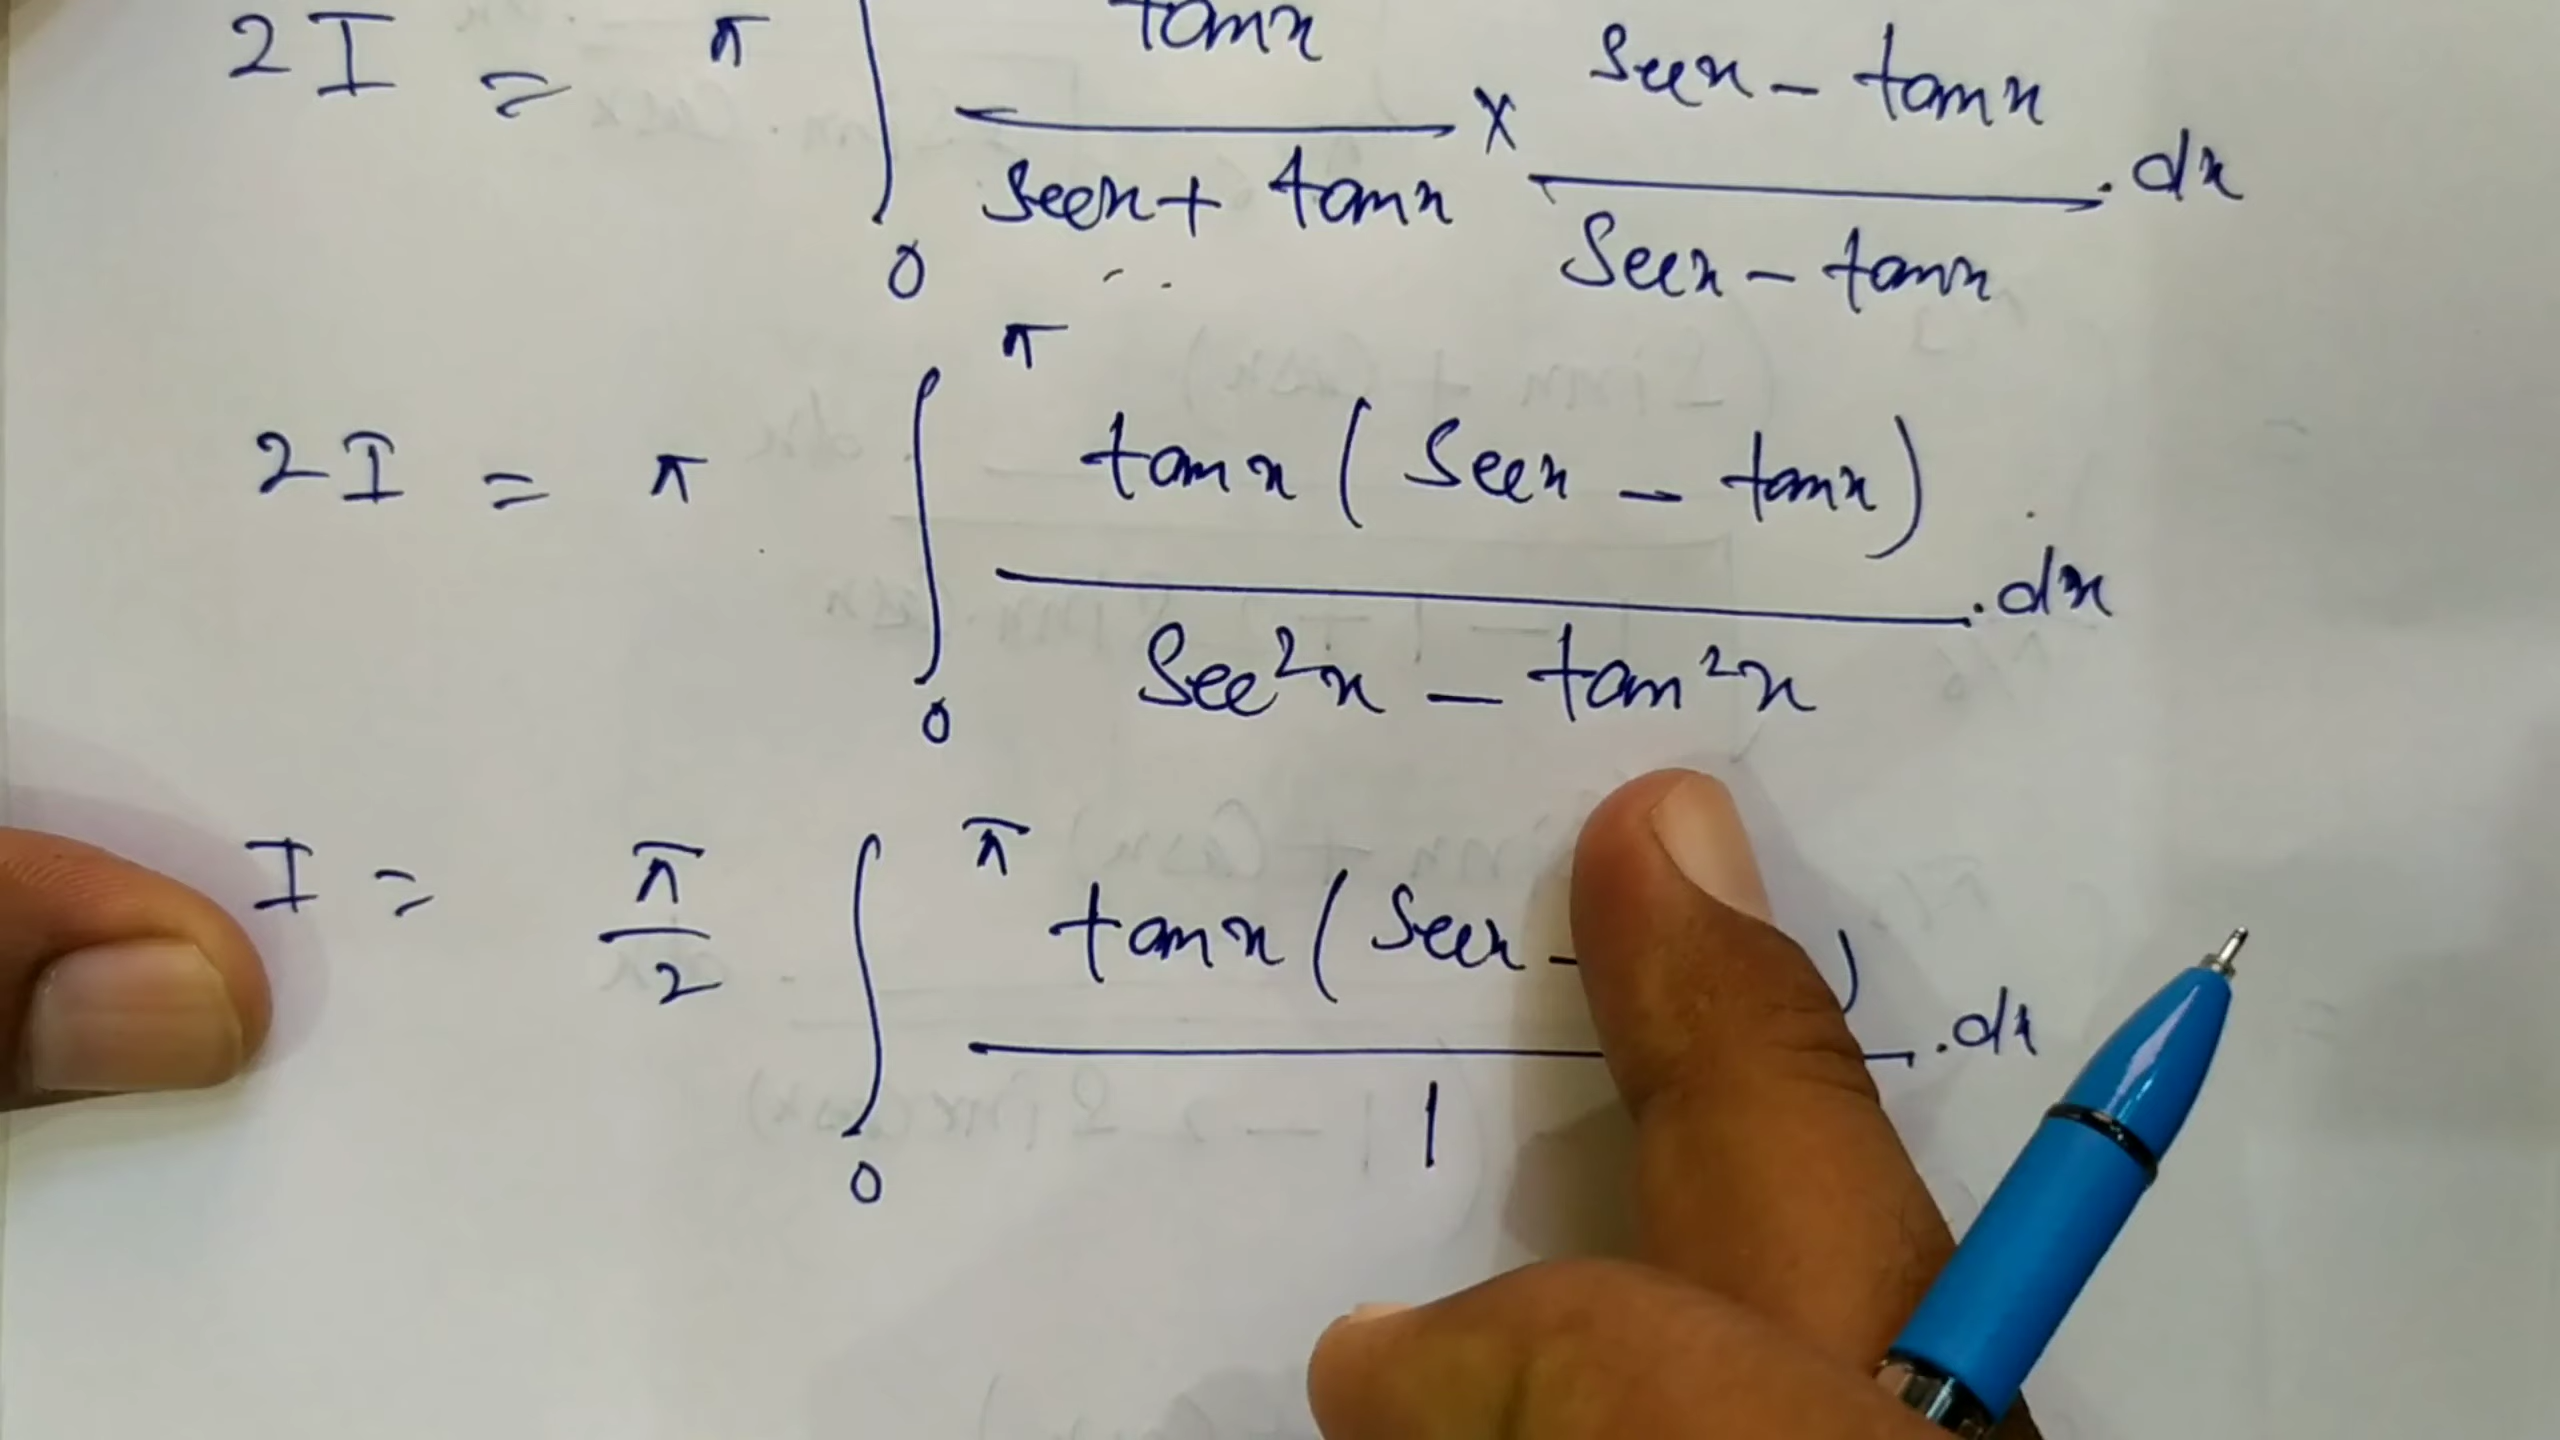 2I = π ∫₀ tanx / secx + tanx × secx - tanx / secx - tanx . dx
2I = π ∫₀^π tanx (secx - tanx) / sec²x - tan²x . dx
I = π/2 ∫₀^π tanx (secx - ) / 1 . dx